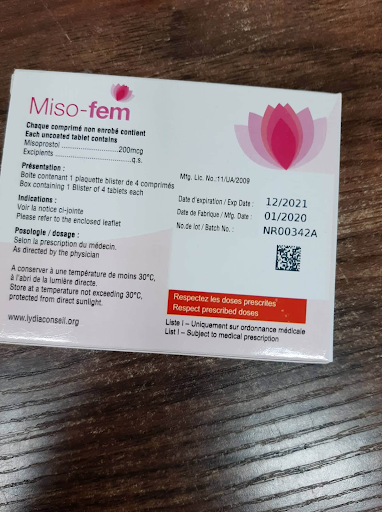 Miso-fem
Chaque comprimé non enrobé contient
Each uncoated tablet contains
Misoprostol ........................200mcg
Excipients ............................q.s.
Présentation :
Boite contenant 1 plaquette blister de 4 comprimés
Box containing 1 Blister of 4 tablets each
Indications :
Voir la notice ci-jointe
Please refer to the enclosed leaflet
Posologie / dosage :
Selon la prescription du médecin.
As directed by the physician
A conserver à une température de moins 30°C,
à l'abri de la lumière directe.
Store at a temperature not exceeding 30°C,
protected from direct sunlight.
www.lydiaconseil.org
Mfg. Lic. No.:11/UA/2009
Date d'expiration / Exp Date : 12/2021
Date de Fabrique / Mfg. Date : 01/2020
No.de lot / Batch No. : NR00342A
Respectez les doses prescrites
Respect prescribed doses
Liste I – Uniquement sur ordonnance médicale
List I – Subject to medical prescription